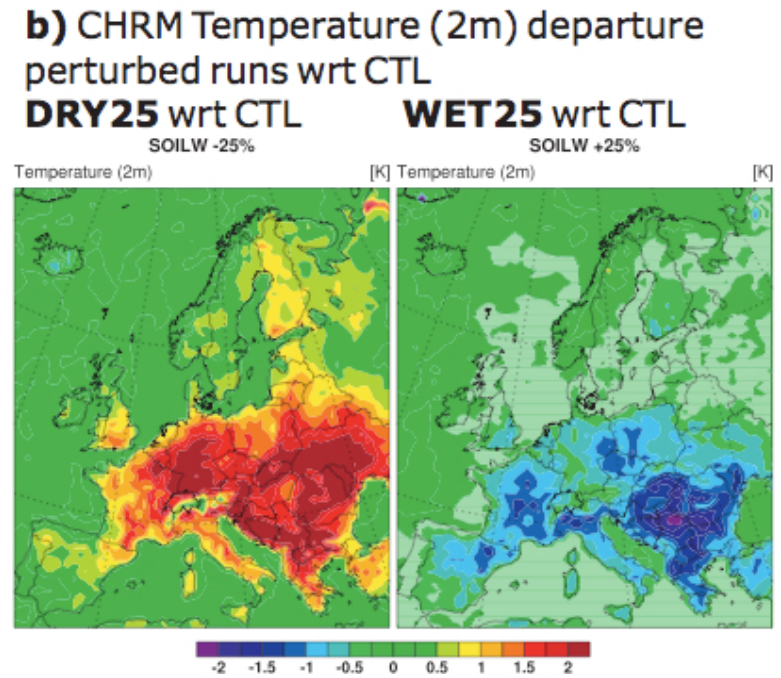 b) CHRM Temperature (2m) departure
perturbed runs wrt CTL
DRY25 wrt CTL WET25 wrt CTL
SOILW -25% SOILW +25%
Temperature (2m) [K] Temperature (2m) [K]
-2 -1.5 -1 -0.5 0 0.5 1 1.5 2